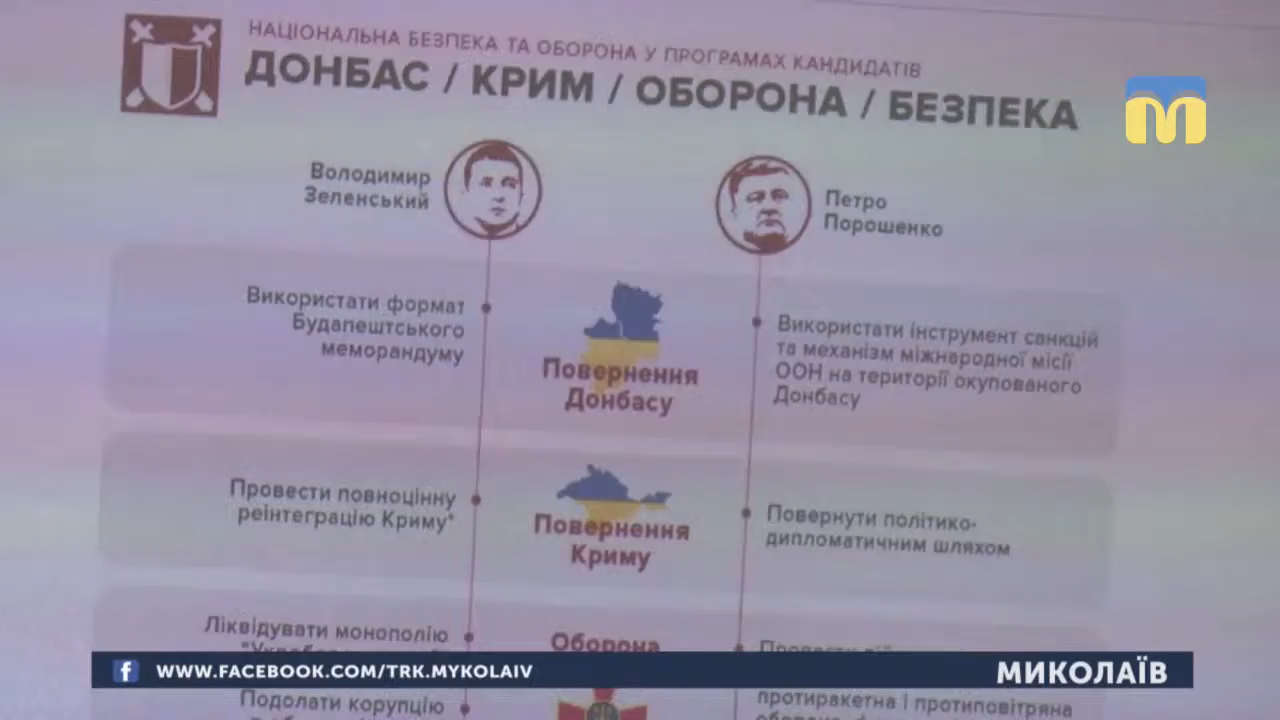 НАЦІОНАЛЬНА БЕЗПЕКА ТА ОБОРОНА У ПРОГРАМАХ КАНДИДАТІВ
ДОНБАС / КРИМ / ОБОРОНА / БЕЗПЕКА
Володимир
Зеленський
Петро
Порошенко
Використати формат
Будапештського
меморандуму
Повернення
Донбасу
Використати інструмент санкцій
та механізм міжнародної місії
ООН на території окупованого
Донбасу
Провести повноцінну
реінтеграцію Криму*
Повернення
Криму
Повернути політико-
дипломатичним шляхом
Ліквідувати монополію
Оборона
Провести
WWW.FACEBOOK.COM/TRK.MYKOLAIV
МИКОЛАЇВ
Подолати корупцію
протиракетна і протиповітряна